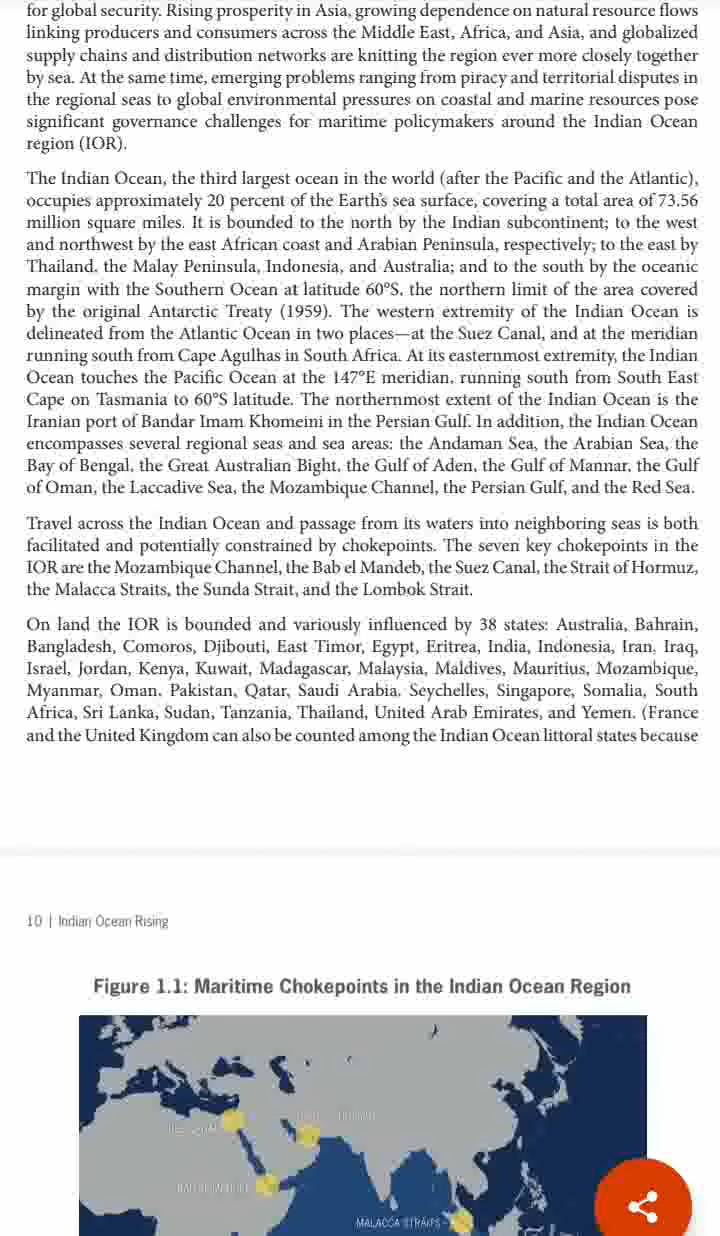 for global security. Rising prosperity in Asia, growing dependence on natural resource flows
linking producers and consumers across the Middle East, Africa, and Asia, and globalized
supply chains and distribution networks are knitting the region ever more closely together
by sea. At the same time, emerging problems ranging from piracy and territorial disputes in
the regional seas to global environmental pressures on coastal and marine resources pose
significant governance challenges for maritime policymakers around the Indian Ocean
region (IOR).
The Indian Ocean, the third largest ocean in the world (after the Pacific and the Atlantic),
occupies approximately 20 percent of the Earth's sea surface, covering a total area of 73.56
million square miles. It is bounded to the north by the Indian subcontinent; to the west
and northwest by the east African coast and Arabian Peninsula, respectively; to the east by
Thailand, the Malay Peninsula, Indonesia, and Australia; and to the south by the oceanic
margin with the Southern Ocean at latitude 60°S, the northern limit of the area covered
by the original Antarctic Treaty (1959). The western extremity of the Indian Ocean is
delineated from the Atlantic Ocean in two places—at the Suez Canal, and at the meridian
running south from Cape Agulhas in South Africa. At its easternmost extremity, the Indian
Ocean touches the Pacific Ocean at the 147°E meridian, running south from South East
Cape on Tasmania to 60°S latitude. The northernmost extent of the Indian Ocean is the
Iranian port of Bandar Imam Khomeini in the Persian Gulf. In addition, the Indian Ocean
encompasses several regional seas and sea areas: the Andaman Sea, the Arabian Sea, the
Bay of Bengal, the Great Australian Bight, the Gulf of Aden, the Gulf of Mannar, the Gulf
of Oman, the Laccadive Sea, the Mozambique Channel, the Persian Gulf, and the Red Sea.
Travel across the Indian Ocean and passage from its waters into neighboring seas is both
facilitated and potentially constrained by chokepoints. The seven key chokepoints in the
IOR are the Mozambique Channel, the Bab el Mandeb, the Suez Canal, the Strait of Hormuz,
the Malacca Straits, the Sunda Strait, and the Lombok Strait.
On land the IOR is bounded and variously influenced by 38 states: Australia, Bahrain,
Bangladesh, Comoros, Djibouti, East Timor, Egypt, Eritrea, India, Indonesia, Iran, Iraq,
Israel, Jordan, Kenya, Kuwait, Madagascar, Malaysia, Maldives, Mauritius, Mozambique,
Myanmar, Oman, Pakistan, Qatar, Saudi Arabia, Seychelles, Singapore, Somalia, South
Africa, Sri Lanka, Sudan, Tanzania, Thailand, United Arab Emirates, and Yemen. (France
and the United Kingdom can also be counted among the Indian Ocean littoral states because
10 | Indian Ocean Rising
Figure 1.1: Maritime Chokepoints in the Indian Ocean Region
MALACCA STRAITS